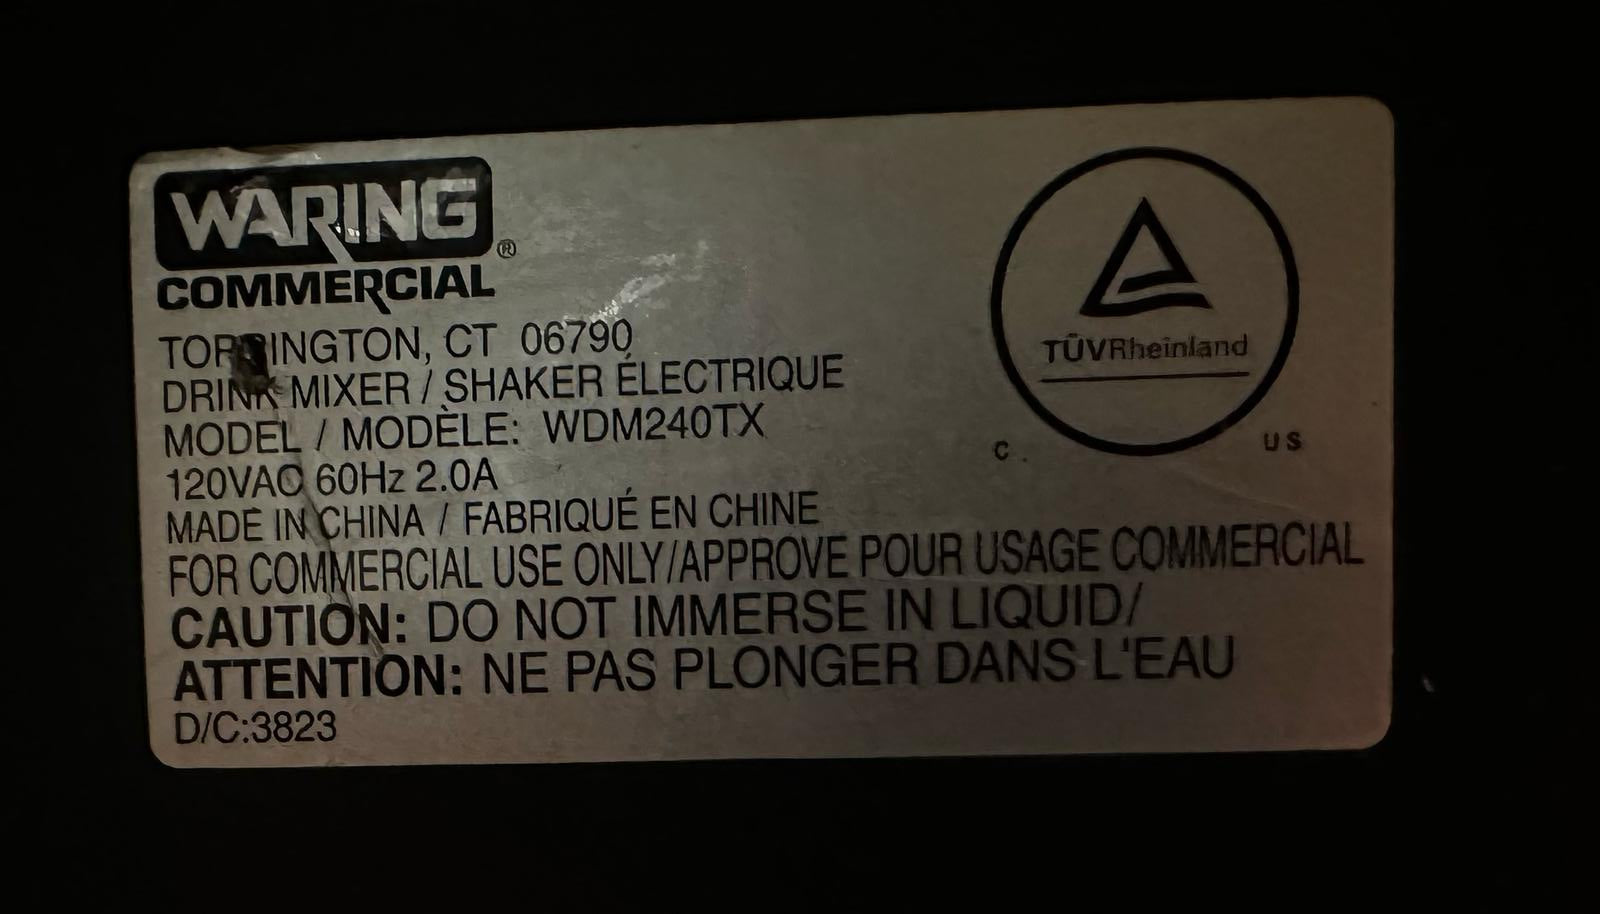 WARING®
COMMERCIAL
TORRINGTON, CT 06790
DRINK MIXER / SHAKER ÉLECTRIQUE
MODEL / MODÈLE: WDM240TX
120VAC 60Hz 2.0A
MADE IN CHINA / FABRIQUÉ EN CHINE
FOR COMMERCIAL USE ONLY/APPROVE POUR USAGE COMMERCIAL
CAUTION: DO NOT IMMERSE IN LIQUID/
ATTENTION: NE PAS PLONGER DANS L'EAU
D/C:3823
TÜVRheinland
C US